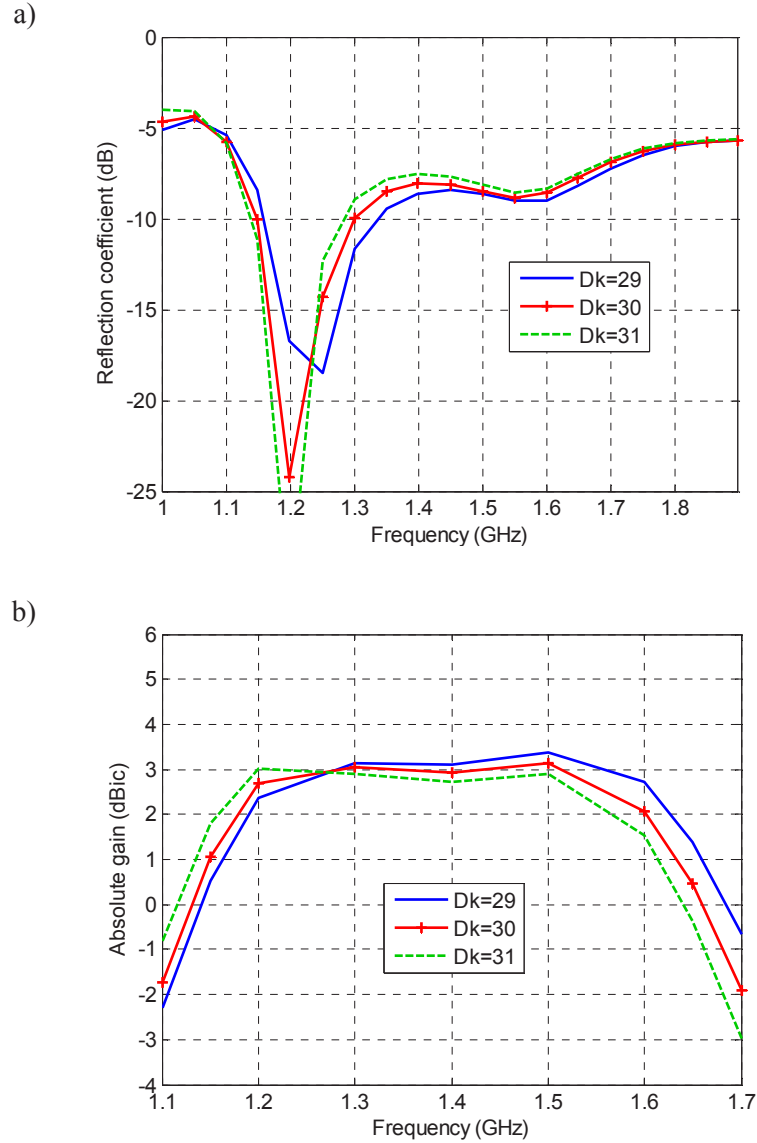 a)
0
-5
-10
-15
-20
-25
Reflection coefficient (dB)
Dk=29
Dk=30
Dk=31
1 1.1 1.2 1.3 1.4 1.5 1.6 1.7 1.8
Frequency (GHz)
b)
6
5
4
3
2
1
0
-1
-2
-3
-4
Absolute gain (dBic)
Dk=29
Dk=30
Dk=31
1.1 1.2 1.3 1.4 1.5 1.6 1.7
Frequency (GHz)